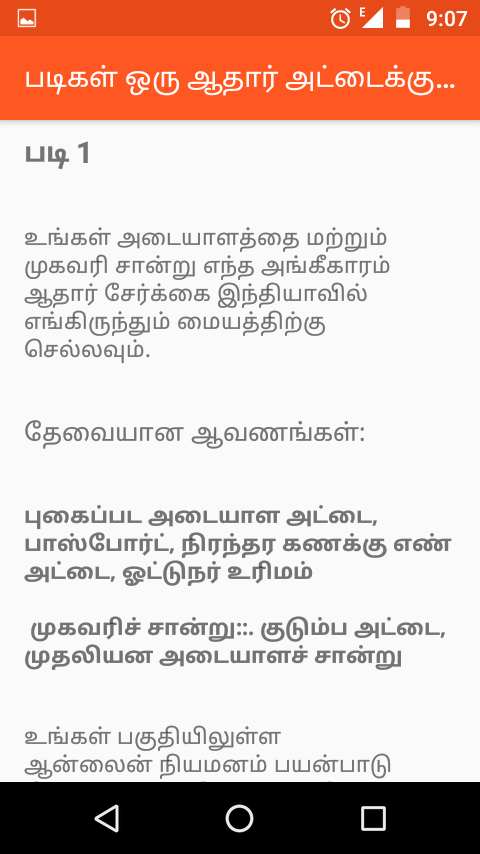 E 9:07
படிகள் ஒரு ஆதார் அட்டைக்கு...
படி 1
உங்கள் அடையாளத்தை மற்றும்
முகவரி சான்று எந்த அங்கீகாரம்
ஆதார் சேர்க்கை இந்தியாவில்
எங்கிருந்தும் மையத்திற்கு
செல்லவும்.
தேவையான ஆவணங்கள்:
புகைப்பட அடையாள அட்டை,
பாஸ்போர்ட், நிரந்தர கணக்கு எண்
அட்டை, ஓட்டுநர் உரிமம்
முகவரிச் சான்று::. குடும்ப அட்டை,
முதலியன அடையாளச் சான்று
உங்கள் பகுதியிலுள்ள
ஆன்லைன் நியமனம் பயன்பாடு